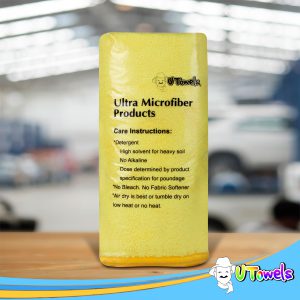 UTowels
Ultra Microfiber
Products
Care Instructions:
*Detergent
High solvent for heavy soil
No Alkaline
Dose determined by product
specification for poundage
*No Bleach. No Fabric Softener
*Air dry is best or tumble dry on
low heat or no heat.
UTowels